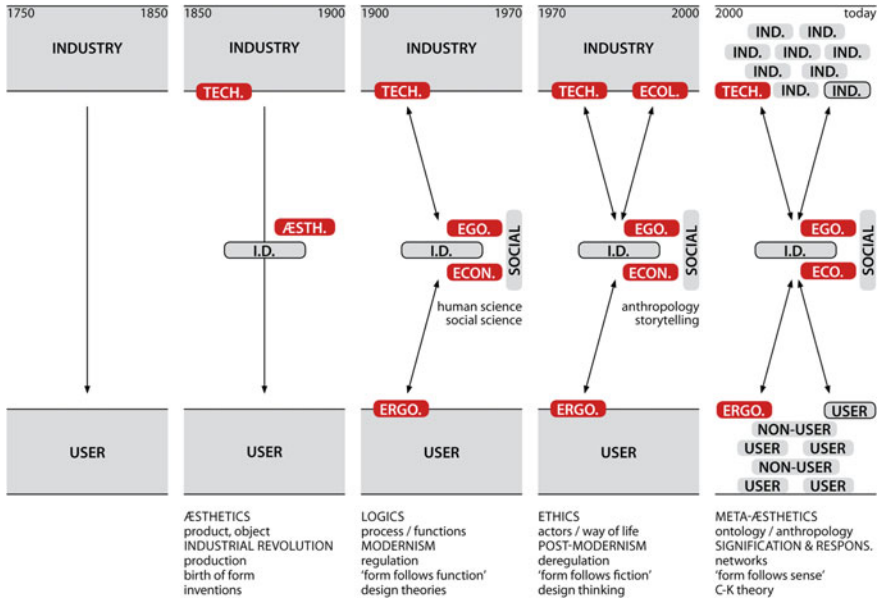 1750 1850
INDUSTRY
USER
1850 1900
INDUSTRY
TECH.
ÆSTH.
I.D.
USER
ÆSTHETICS
product, object
INDUSTRIAL REVOLUTION
production
birth of form
inventions
1900 1970
INDUSTRY
TECH.
EGO.
I.D.
ECON.
SOCIAL
human science
social science
ERGO.
USER
LOGICS
process / functions
MODERNISM
regulation
'form follows function'
design theories
1970 2000
INDUSTRY
TECH. ECOL.
EGO.
I.D.
ECON.
SOCIAL
anthropology
storytelling
ERGO.
USER
ETHICS
actors / way of life
POST-MODERNISM
deregulation
'form follows fiction'
design thinking
2000 today
IND. IND.
IND. IND. IND.
IND. IND.
TECH. IND. IND.
EGO.
I.D.
ECO.
SOCIAL
ERGO. USER
NON-USER
USER USER
NON-USER
USER USER
META-ÆSTHETICS
ontology / anthropology
SIGNIFICATION & RESPONS.
networks
'form follows sense'
C-K theory